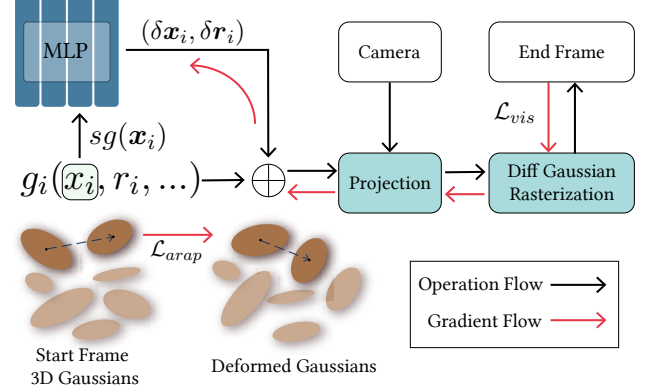 MLP
(δx_i, δr_i)
Camera
End Frame
sg(x_i)
L_vis
g_i(x_i, r_i, ...)
Projection
Diff Gaussian
Rasterization
L_arap
Operation Flow
Gradient Flow
Start Frame
3D Gaussians
Deformed Gaussians